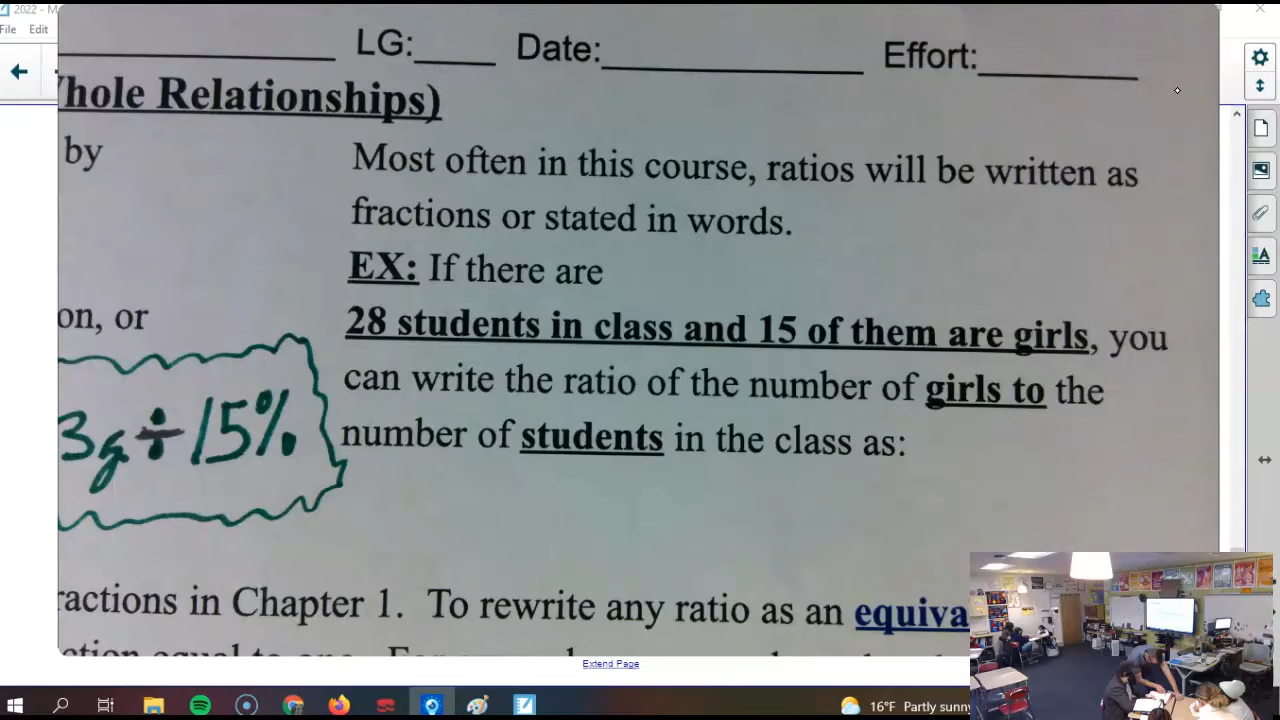 2022 - M
File Edit
LG:____ Date:____________ Effort:_______
hole Relationships)
by
Most often in this course, ratios will be written as
fractions or stated in words.
EX: If there are
on, or
28 students in class and 15 of them are girls, you
can write the ratio of the number of girls to the
3g ÷ 15%
number of students in the class as:
ractions in Chapter 1. To rewrite any ratio as an equiva
Extend Page
16°F Partly sunny